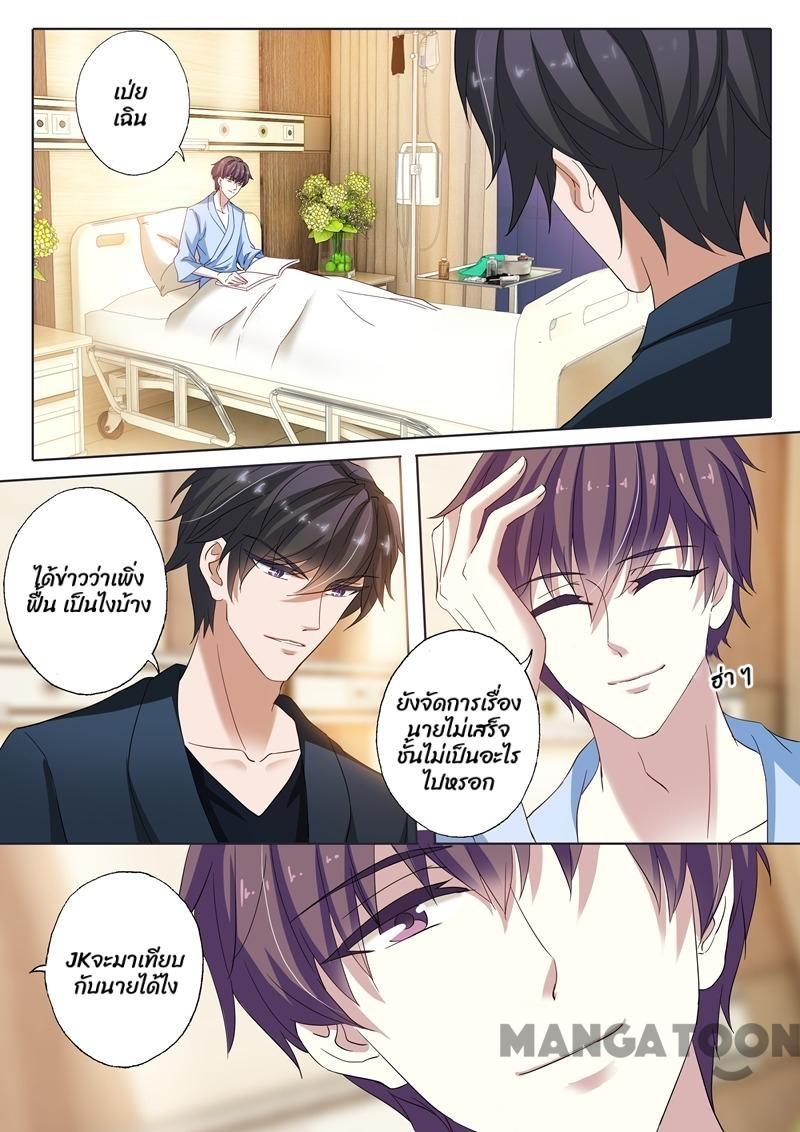 เป่ย
เฉิน
ได้ข่าวว่าเพิ่ง
ฟื้น เป็นไงบ้าง
ฮ่า ๆ
ยังจัดการเรื่อง
นายไม่เสร็จ
ชั้นไม่เป็นอะไร
ไปหรอก
JKจะมาเทียบ
กับนายได้ไง
MANGATOON